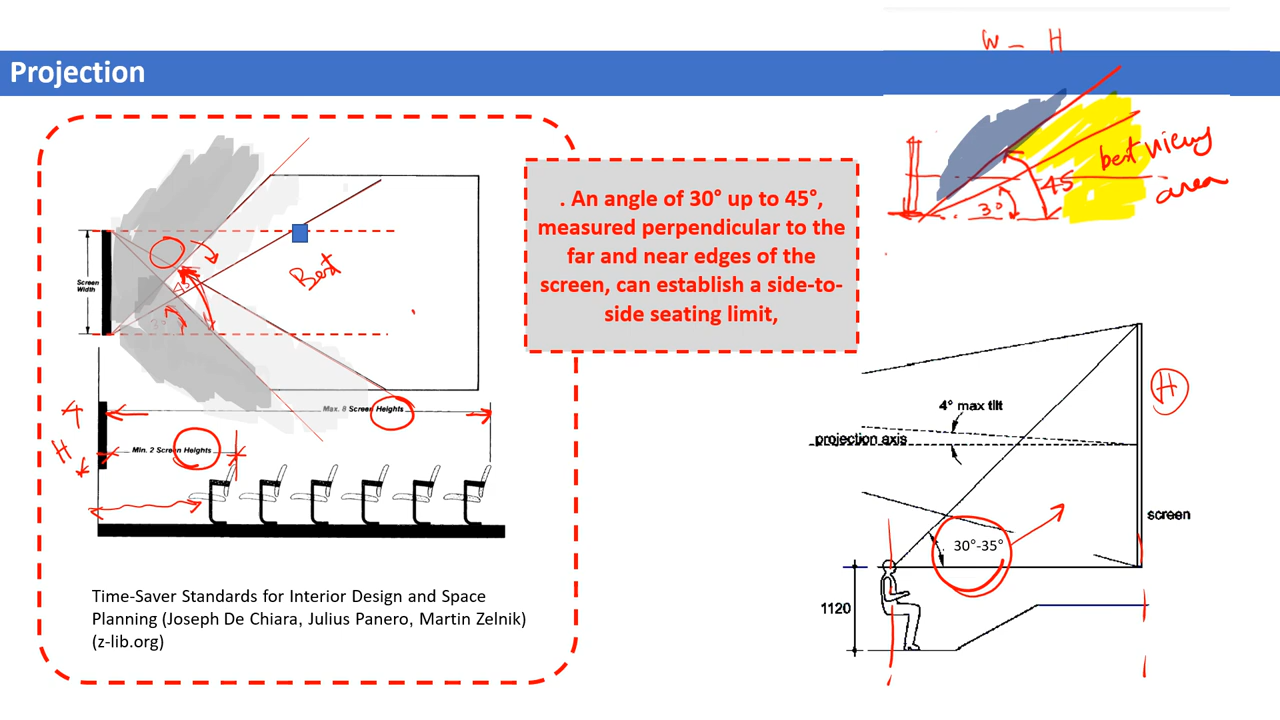 W - H
Projection
. An angle of 30° up to 45°,
measured perpendicular to the
far and near edges of the
screen, can establish a side-to-
side seating limit,
best viewing
area
45
30
Screen
Width
45
30
Best
Max. 8 Screen Heights
H
Min. 2 Screen Heights
Time-Saver Standards for Interior Design and Space
Planning (Joseph De Chiara, Julius Panero, Martin Zelnik)
(z-lib.org)
H
4° max tilt
projection axis
screen
30°-35°
1120